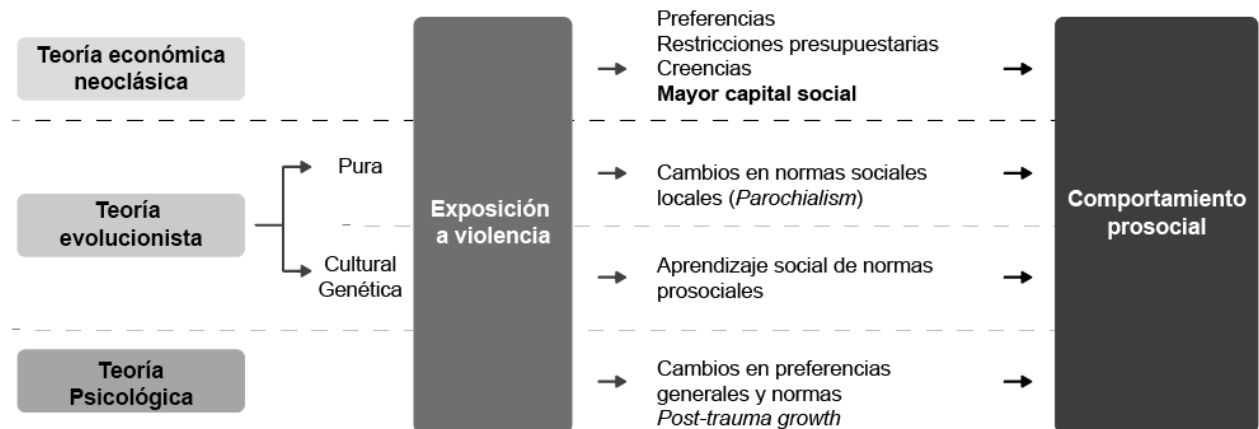 Teoría económica
neoclásica
Preferencias
Restricciones presupuestarias
Creencias
Mayor capital social
Teoría
evolucionista
Pura
Cultural
Genética
Exposición
a violencia
Cambios en normas sociales
locales (Parochialism)
Aprendizaje social de normas
prosociales
Comportamiento
prosocial
Teoría
Psicológica
Cambios en preferencias
generales y normas
Post-trauma growth